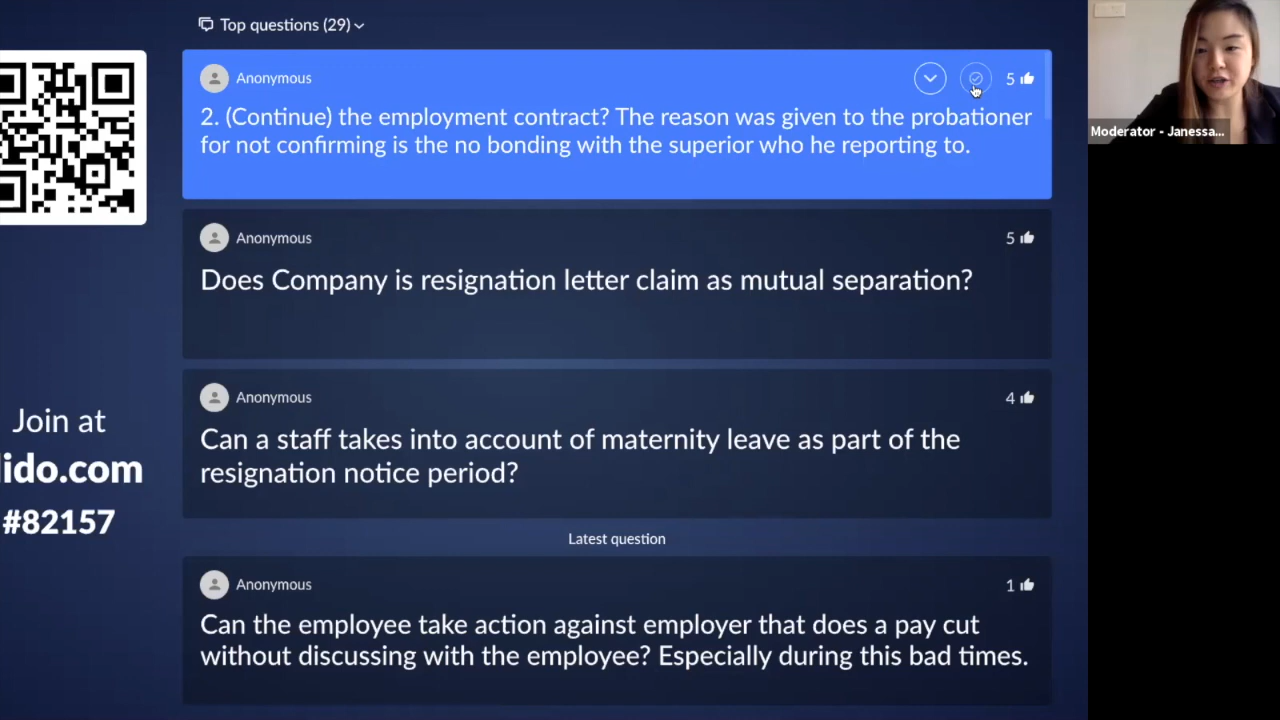 Top questions (29)
Anonymous
5
2. (Continue) the employment contract? The reason was given to the probationer
for not confirming is the no bonding with the superior who he reporting to.
Anonymous
5
Does Company is resignation letter claim as mutual separation?
Anonymous
4
Can a staff takes into account of maternity leave as part of the
resignation notice period?
Latest question
Anonymous
1
Can the employee take action against employer that does a pay cut
without discussing with the employee? Especially during this bad times.
Join at
lido.com
#82157
Moderator - Janessa...